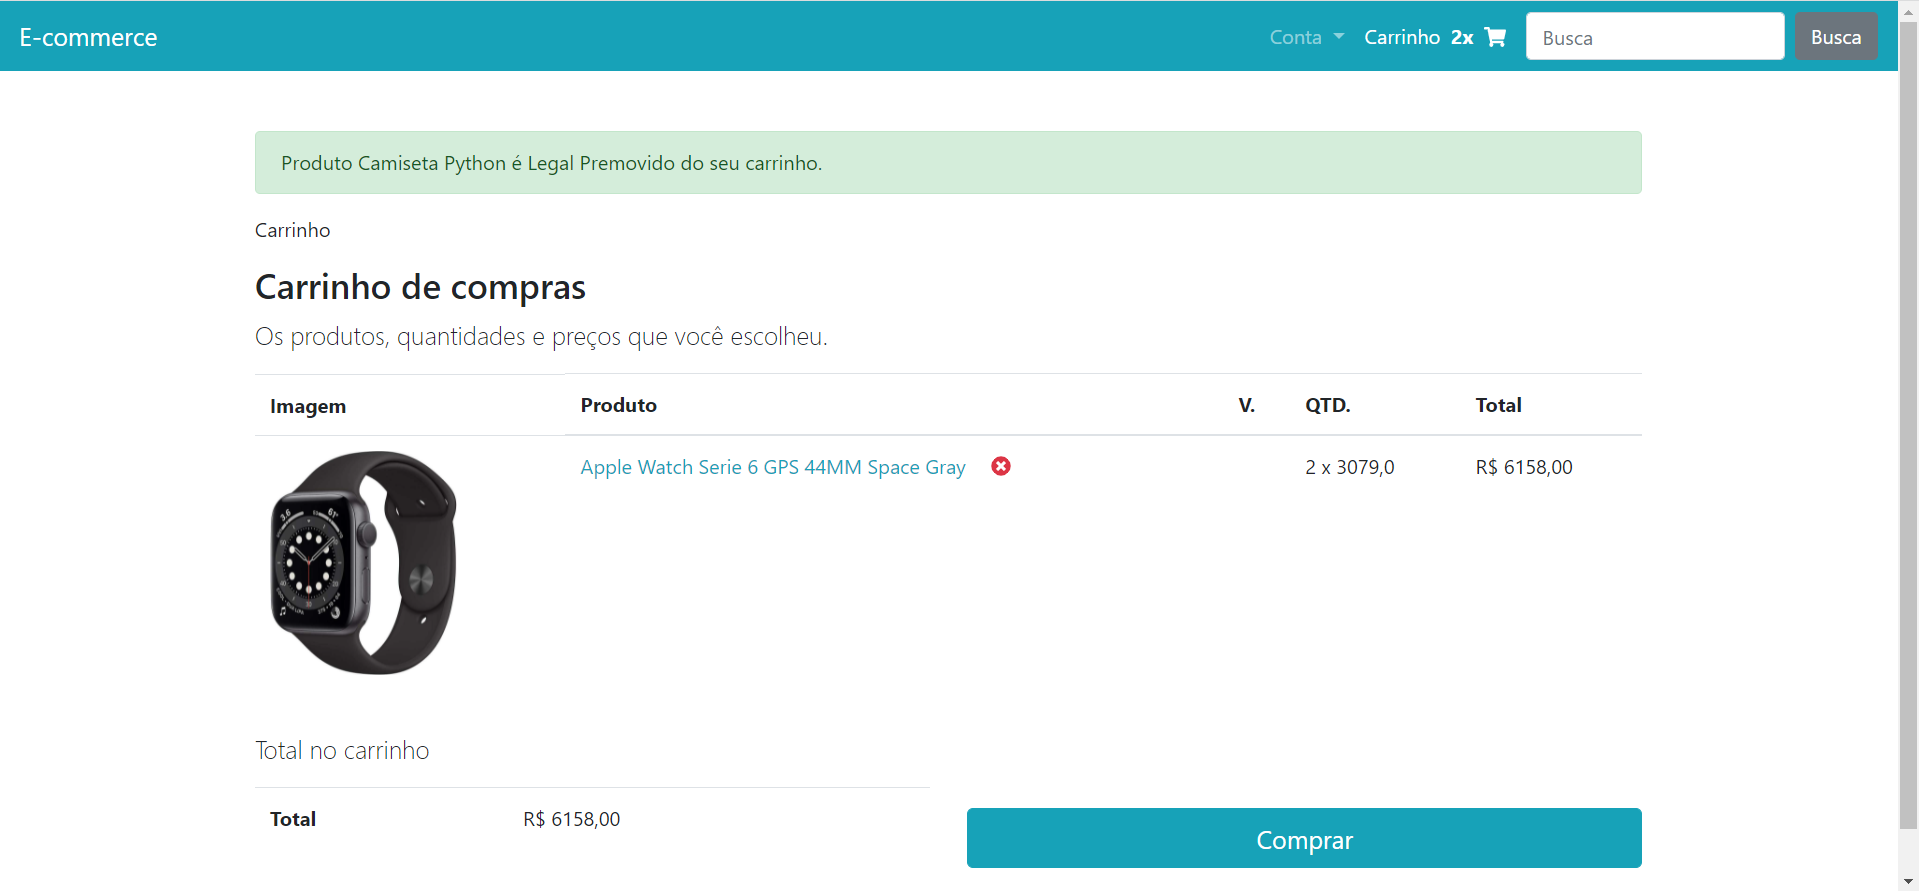 E-commerce
Conta
Carrinho 2x
Busca
Busca
Produto Camiseta Python é Legal Premovido do seu carrinho.
Carrinho
Carrinho de compras
Os produtos, quantidades e preços que você escolheu.
Imagem Produto V. QTD. Total
Apple Watch Serie 6 GPS 44MM Space Gray 2 x 3079,0 R$ 6158,00
Total no carrinho
Total R$ 6158,00
Comprar